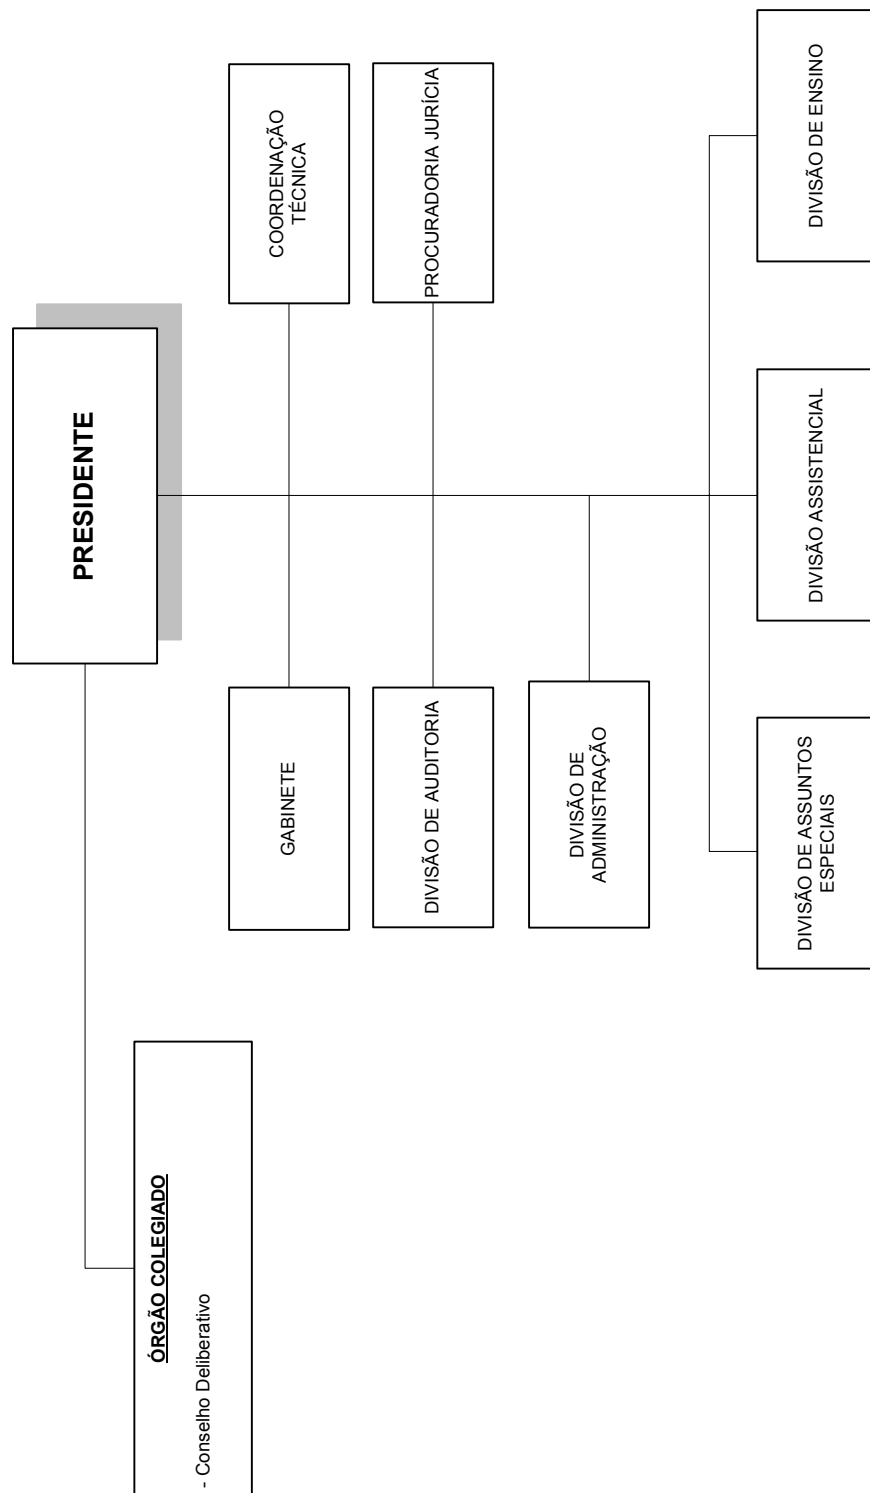 PRESIDENTE
ÓRGÃO COLEGIADO
- Conselho Deliberativo
GABINETE
COORDENAÇÃO
TÉCNICA
DIVISÃO DE AUDITORIA
PROCURADORIA JURÍCIA
DIVISÃO DE
ADMINISTRAÇÃO
DIVISÃO DE ASSUNTOS
ESPECIAIS
DIVISÃO ASSISTENCIAL
DIVISÃO DE ENSINO